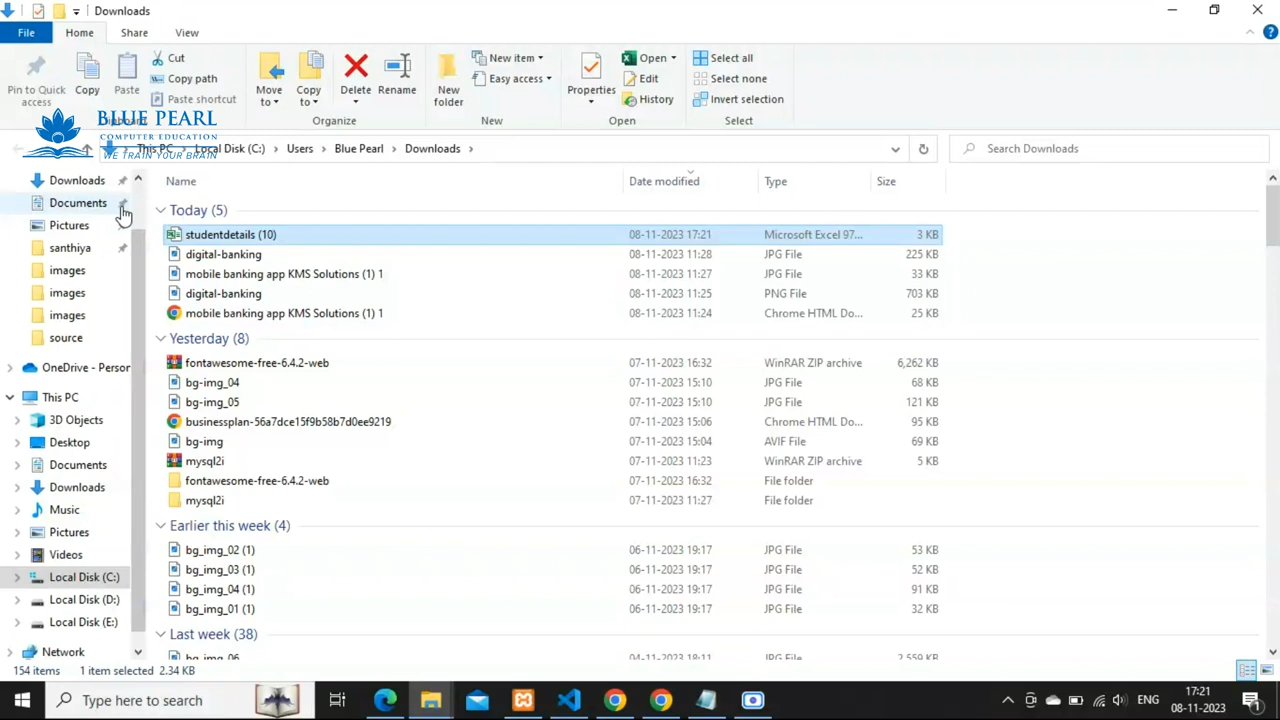 Downloads
File Home Share View
Pin to Quick access
Copy
Paste
Cut
Copy path
Paste shortcut
Move to
Copy to
Delete
Rename
Organize
New folder
New item
Easy access
New
Properties
Open
Edit
History
Open
Select all
Select none
Invert selection
Select
BLUE PEARL
COMPUTER EDUCATION
WE TRAIN YOUR BRAIN
This PC Local Disk (C:) Users Blue Pearl Downloads
Search Downloads
Downloads
Documents
Pictures
santhiya
images
images
images
source
OneDrive - Person
This PC
3D Objects
Desktop
Documents
Downloads
Music
Pictures
Videos
Local Disk (C:)
Local Disk (D:)
Local Disk (E:)
Network
Name Date modified Type Size
Today (5)
studentdetails (10) 08-11-2023 17:21 Microsoft Excel 97... 3 KB
digital-banking 08-11-2023 11:28 JPG File 225 KB
mobile banking app KMS Solutions (1) 1 08-11-2023 11:27 JPG File 33 KB
digital-banking 08-11-2023 11:25 PNG File 703 KB
mobile banking app KMS Solutions (1) 1 08-11-2023 11:24 Chrome HTML Do... 25 KB
Yesterday (8)
fontawesome-free-6.4.2-web 07-11-2023 16:32 WinRAR ZIP archive 6,262 KB
bg-img_04 07-11-2023 15:10 JPG File 68 KB
bg-img_05 07-11-2023 15:10 JPG File 121 KB
businessplan-56a7dce15f9b58b7d0ee9219 07-11-2023 15:06 Chrome HTML Do... 95 KB
bg-img 07-11-2023 15:04 AVIF File 69 KB
mysql2i 07-11-2023 11:23 WinRAR ZIP archive 5 KB
fontawesome-free-6.4.2-web 07-11-2023 16:32 File folder
mysql2i 07-11-2023 11:27 File folder
Earlier this week (4)
bg_img_02 (1) 06-11-2023 19:17 JPG File 53 KB
bg_img_03 (1) 06-11-2023 19:17 JPG File 52 KB
bg_img_04 (1) 06-11-2023 19:17 JPG File 91 KB
bg_img_01 (1) 06-11-2023 19:17 JPG File 32 KB
Last week (38)
bg_img_06 04-11-2023 18:11 JPG File 2,559 KB
154 items 1 item selected 2.34 KB
Type here to search
ENG
17:21
08-11-2023
1